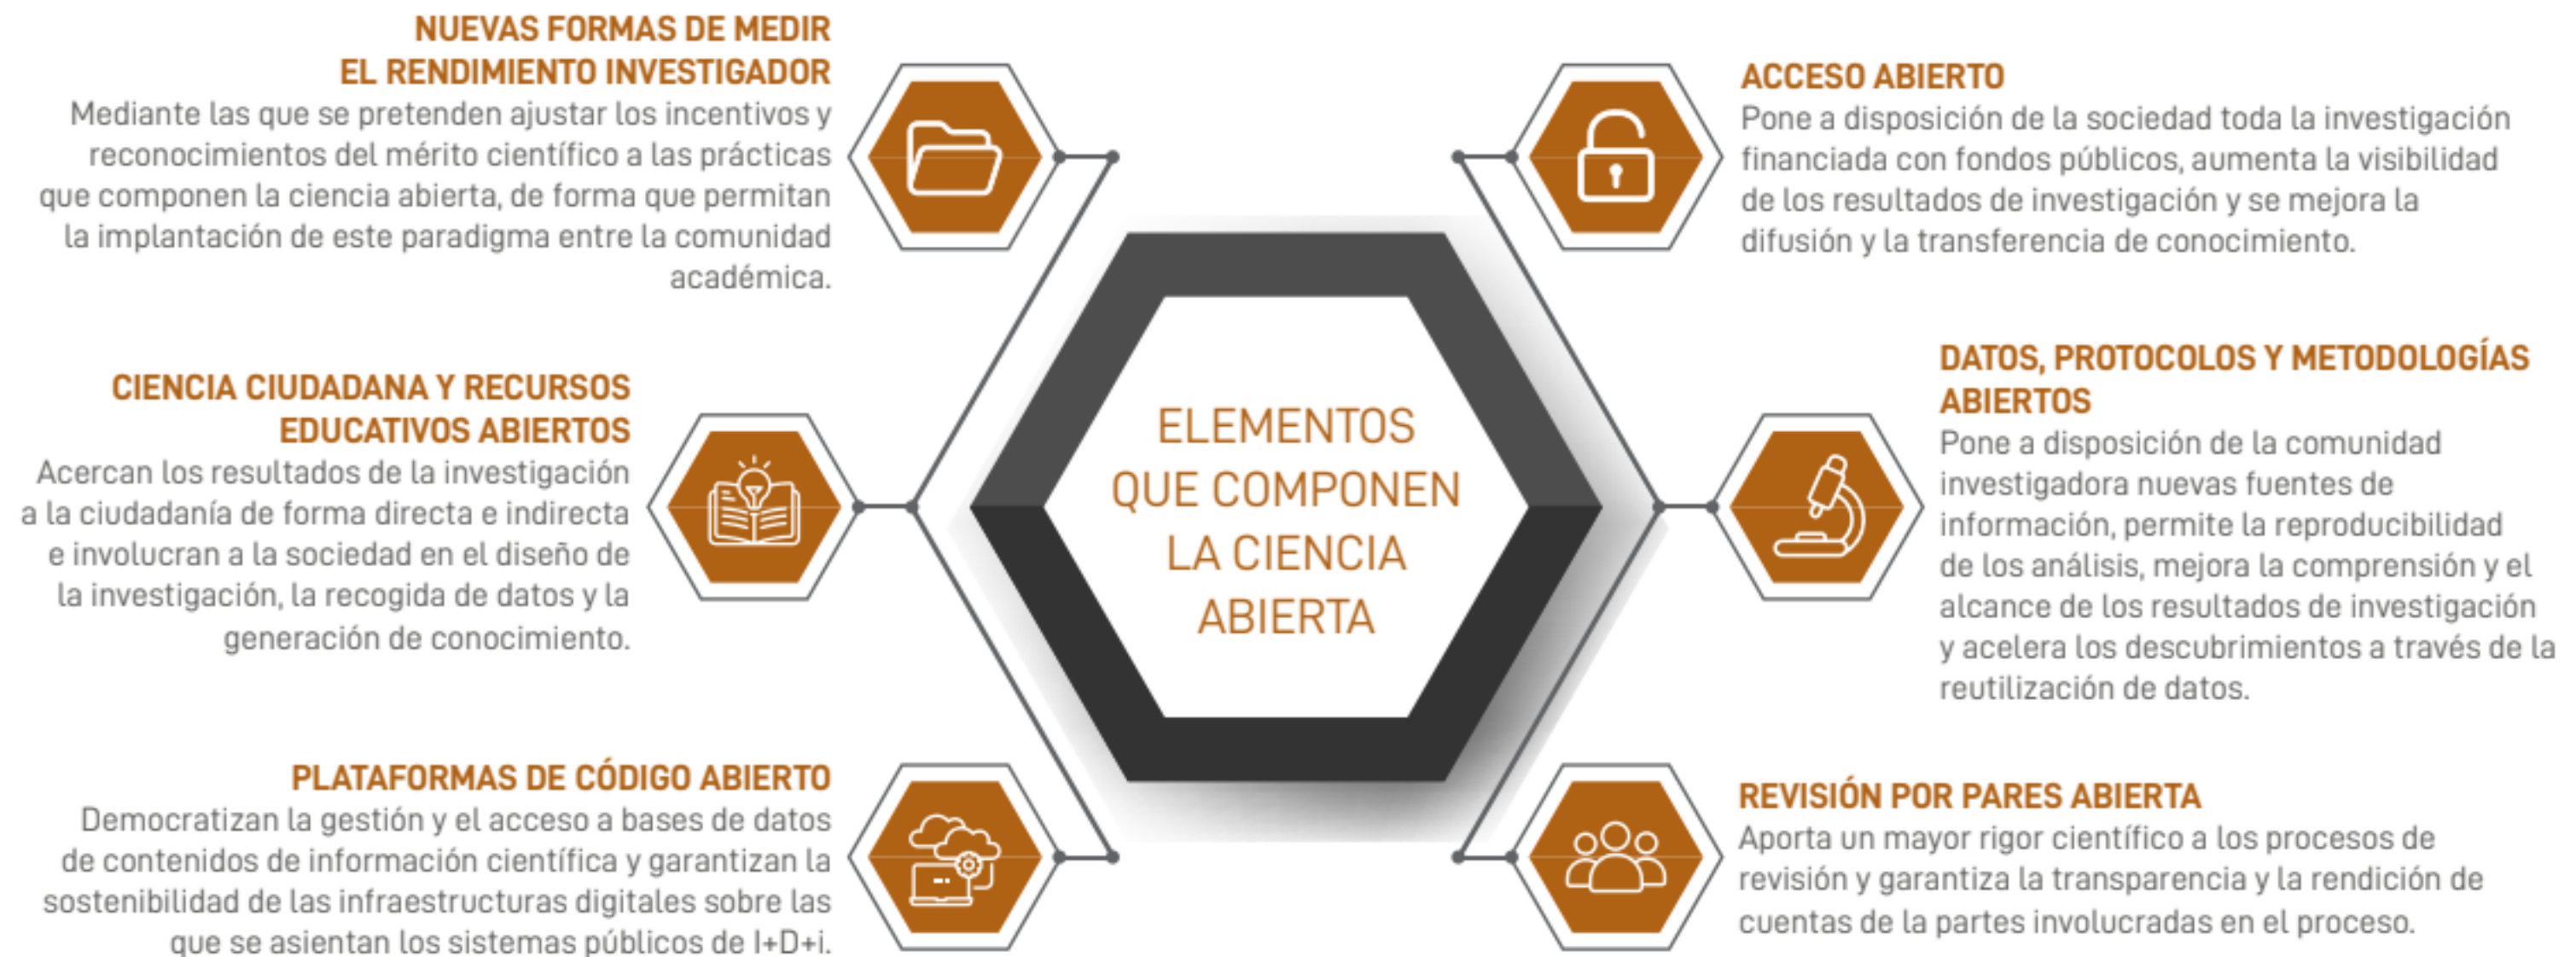 NUEVAS FORMAS DE MEDIR
EL RENDIMIENTO INVESTIGADOR
Mediante las que se pretenden ajustar los incentivos y
reconocimientos del mérito científico a las prácticas
que componen la ciencia abierta, de forma que permitan
la implantación de este paradigma entre la comunidad
académica.
CIENCIA CIUDADANA Y RECURSOS
EDUCATIVOS ABIERTOS
Acercan los resultados de la investigación
a la ciudadanía de forma directa e indirecta
e involucran a la sociedad en el diseño de
la investigación, la recogida de datos y la
generación de conocimiento.
PLATAFORMAS DE CÓDIGO ABIERTO
Democratizan la gestión y el acceso a bases de datos
de contenidos de información científica y garantizan la
sostenibilidad de las infraestructuras digitales sobre las
que se asientan los sistemas públicos de I+D+i.
ELEMENTOS
QUE COMPONEN
LA CIENCIA
ABIERTA
ACCESO ABIERTO
Pone a disposición de la sociedad toda la investigación
financiada con fondos públicos, aumenta la visibilidad
de los resultados de investigación y se mejora la
difusión y la transferencia de conocimiento.
DATOS, PROTOCOLOS Y METODOLOGÍAS
ABIERTOS
Pone a disposición de la comunidad
investigadora nuevas fuentes de
información, permite la reproducibilidad
de los análisis, mejora la comprensión y el
alcance de los resultados de investigación
y acelera los descubrimientos a través de la
reutilización de datos.
REVISIÓN POR PARES ABIERTA
Aporta un mayor rigor científico a los procesos de
revisión y garantiza la transparencia y la rendición de
cuentas de la partes involucradas en el proceso.